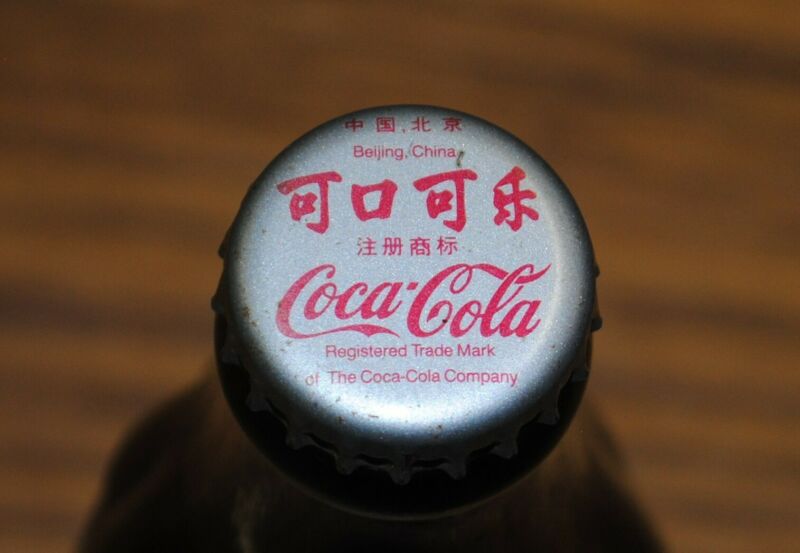 中国,北京
Beijing, China
可口可乐
注册商标
Coca-Cola
Registered Trade Mark
of The Coca-Cola Company